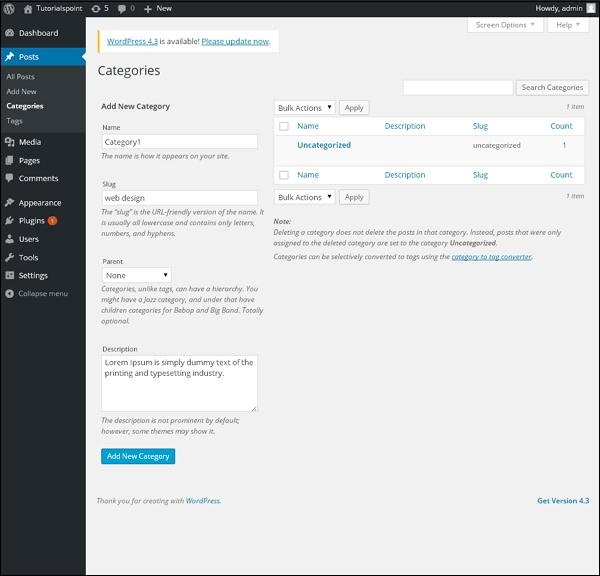 Tutorialspoint 5 0 + New Howdy, admin
Dashboard
Posts
All Posts
Add New
Categories
Tags
Media
Pages
Comments
Appearance
Plugins 1
Users
Tools
Settings
Collapse menu
Screen Options ▼ Help ▼
WordPress 4.3 is available! Please update now.
Categories
Search Categories
Add New Category
Name
Category1
The name is how it appears on your site.
Slug
web design
The "slug" is the URL-friendly version of the name. It
is usually all lowercase and contains only letters,
numbers, and hyphens.
Parent
None
Categories, unlike tags, can have a hierarchy. You
might have a Jazz category, and under that have
children categories for Bebop and Big Band. Totally
optional.
Description
Lorem Ipsum is simply dummy text of the
printing and typesetting industry.
The description is not prominent by default;
however, some themes may show it.
Add New Category
Bulk Actions Apply 1 item
Name Description Slug Count
Uncategorized uncategorized 1
Name Description Slug Count
Bulk Actions Apply 1 item
Note:
Deleting a category does not delete the posts in that category. Instead, posts that were only
assigned to the deleted category are set to the category Uncategorized.
Categories can be selectively converted to tags using the category to tag converter.
Thank you for creating with WordPress. Get Version 4.3